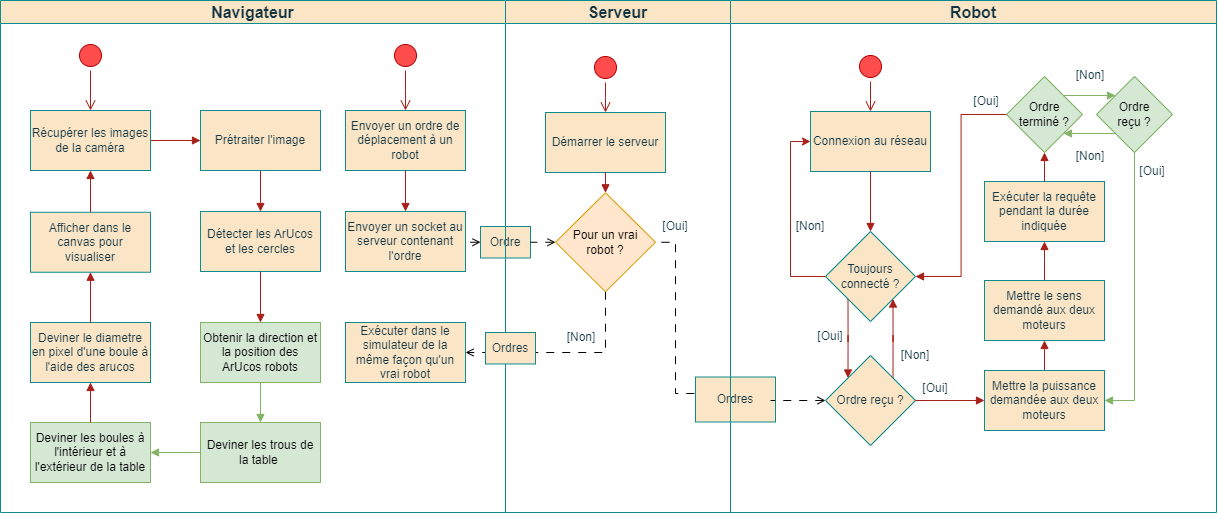 Navigateur
Serveur
Robot
Récupérer les images
de la caméra
Prétraiter l'image
Détecter les ArUcos
et les cercles
Obtenir la direction et
la position des
ArUcos robots
Deviner les trous de
la table
Deviner les boules à
l'intérieur et à
l'extérieur de la table
Deviner le diametre
en pixel d'une boule à
l'aide des arucos
Afficher dans le
canvas pour
visualiser
Envoyer un ordre de
déplacement à un
robot
Envoyer un socket au
serveur contenant
l'ordre
Ordre
Exécuter dans le
simulateur de la
même façon qu'un
vrai robot
Ordres
Démarrer le serveur
Pour un vrai
robot ?
[Oui]
[Non]
Ordres
Connexion au réseau
[Non]
Toujours
connecté ?
[Oui]
[Non]
Ordre reçu ?
[Oui]
Mettre la puissance
demandée aux deux
moteurs
Mettre le sens
demandé aux deux
moteurs
Exécuter la requête
pendant la durée
indiquée
Ordre
terminé ?
[Oui]
[Non]
Ordre
reçu ?
[Non]
[Oui]